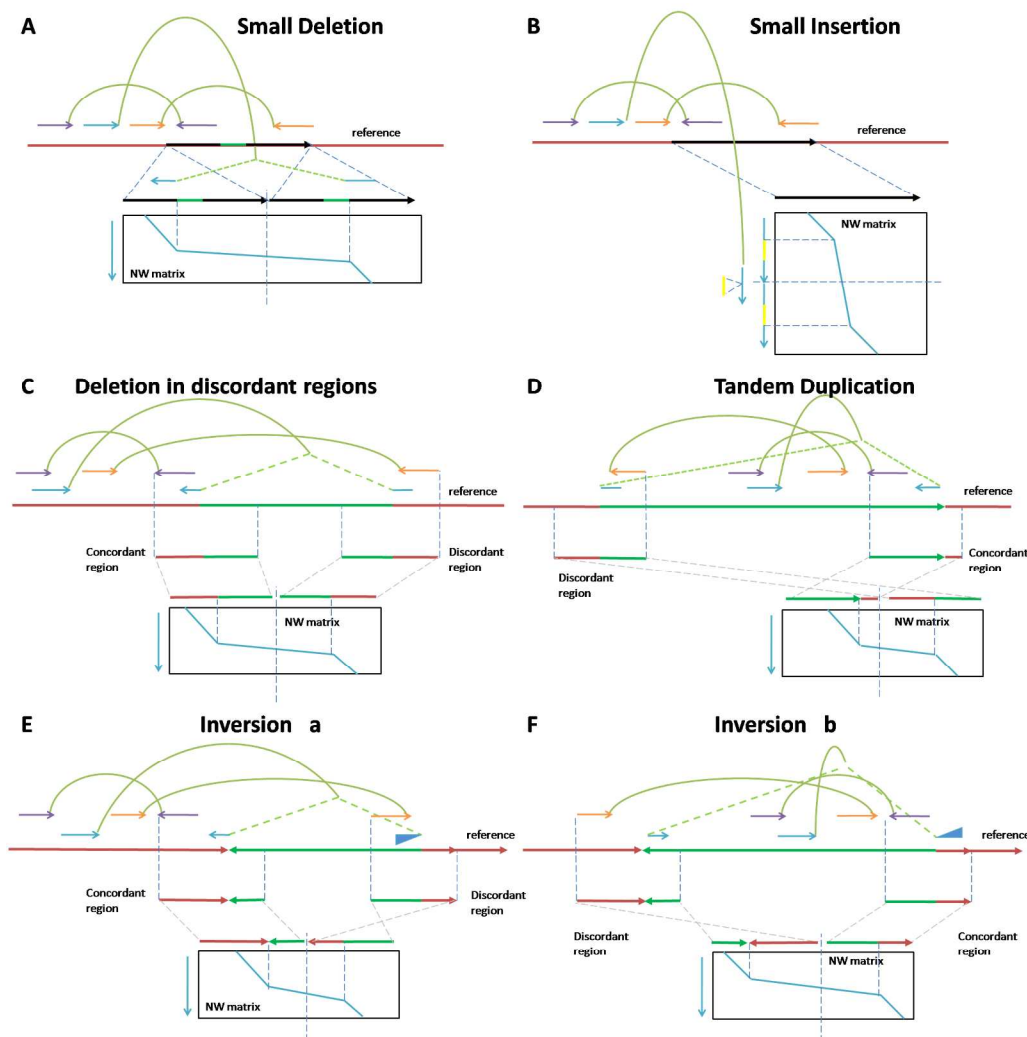 A Small Deletion
reference
NW matrix
B Small Insertion
reference
NW matrix
C Deletion in discordant regions
reference
Concordant
region
Discordant
region
NW matrix
D Tandem Duplication
reference
Discordant
region
Concordant
region
NW matrix
E Inversion a
reference
Concordant
region
Discordant
region
NW matrix
F Inversion b
reference
Discordant
region
Concordant
region
NW matrix